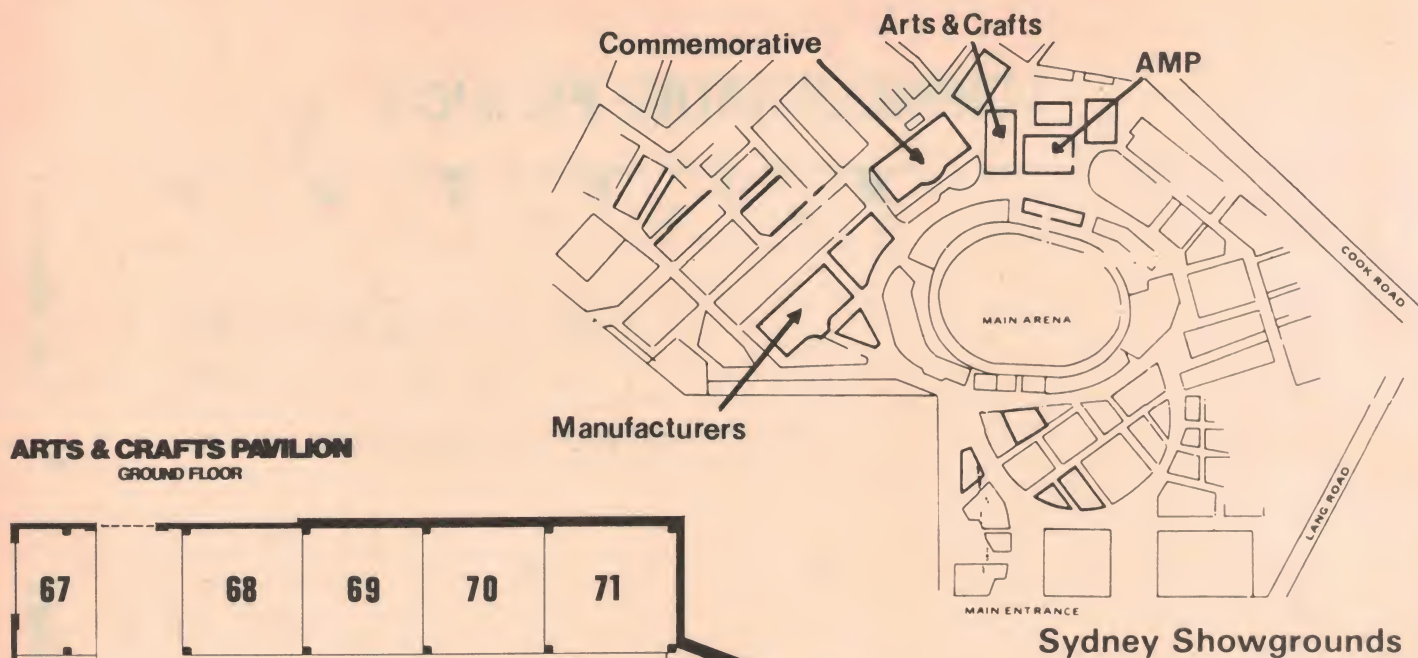 Arts & Crafts
Commemorative
AMP
COOK ROAD
MAIN ARENA
Manufacturers
LANG ROAD
MAIN ENTRANCE
Sydney Showgrounds
ARTS & CRAFTS PAVILION
GROUND FLOOR
67 68 69 70 71